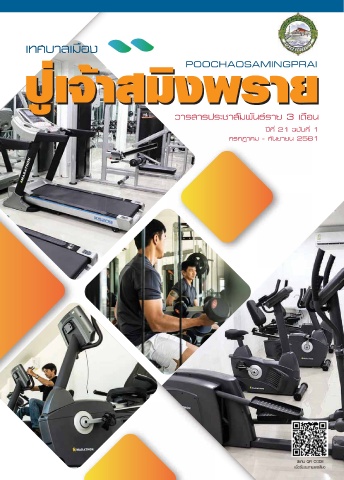 เทศบาลเมือง
POOCHAOSAMINGPRAI
ปู่เจ้าสมิงพราย
วารสารประชาสัมพันธ์ราย 3 เดือน
ปีที่ 21 ฉบับที่ 1
กรกฎาคม - กันยายน 2561